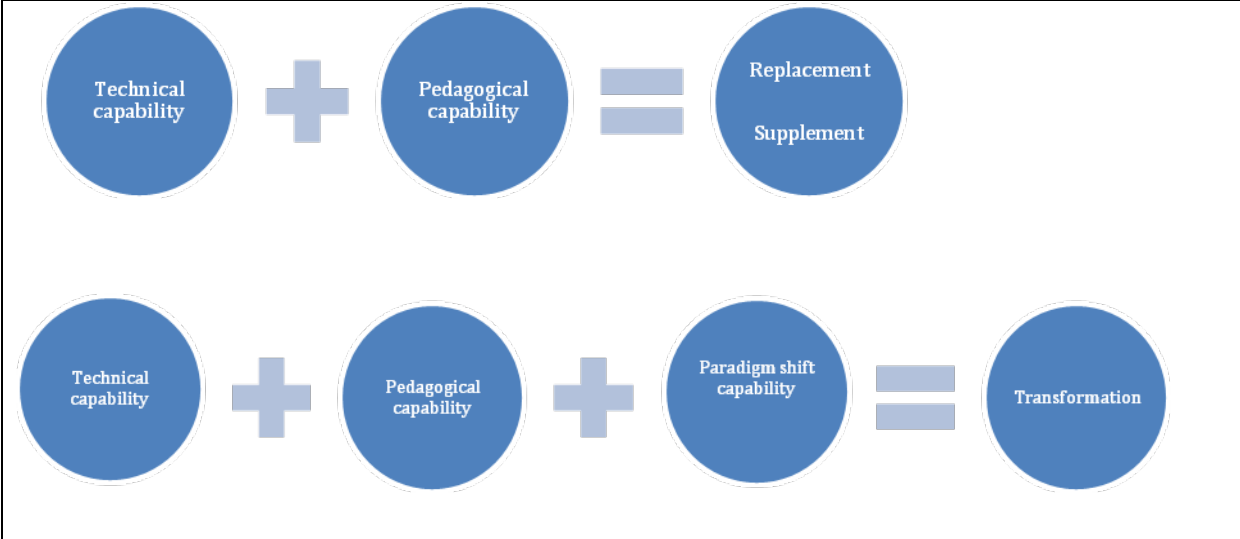 Technical
capability
Pedagogical
capability
Replacement
Supplement
Technical
capability
Pedagogical
capability
Paradigm shift
capability
Transformation